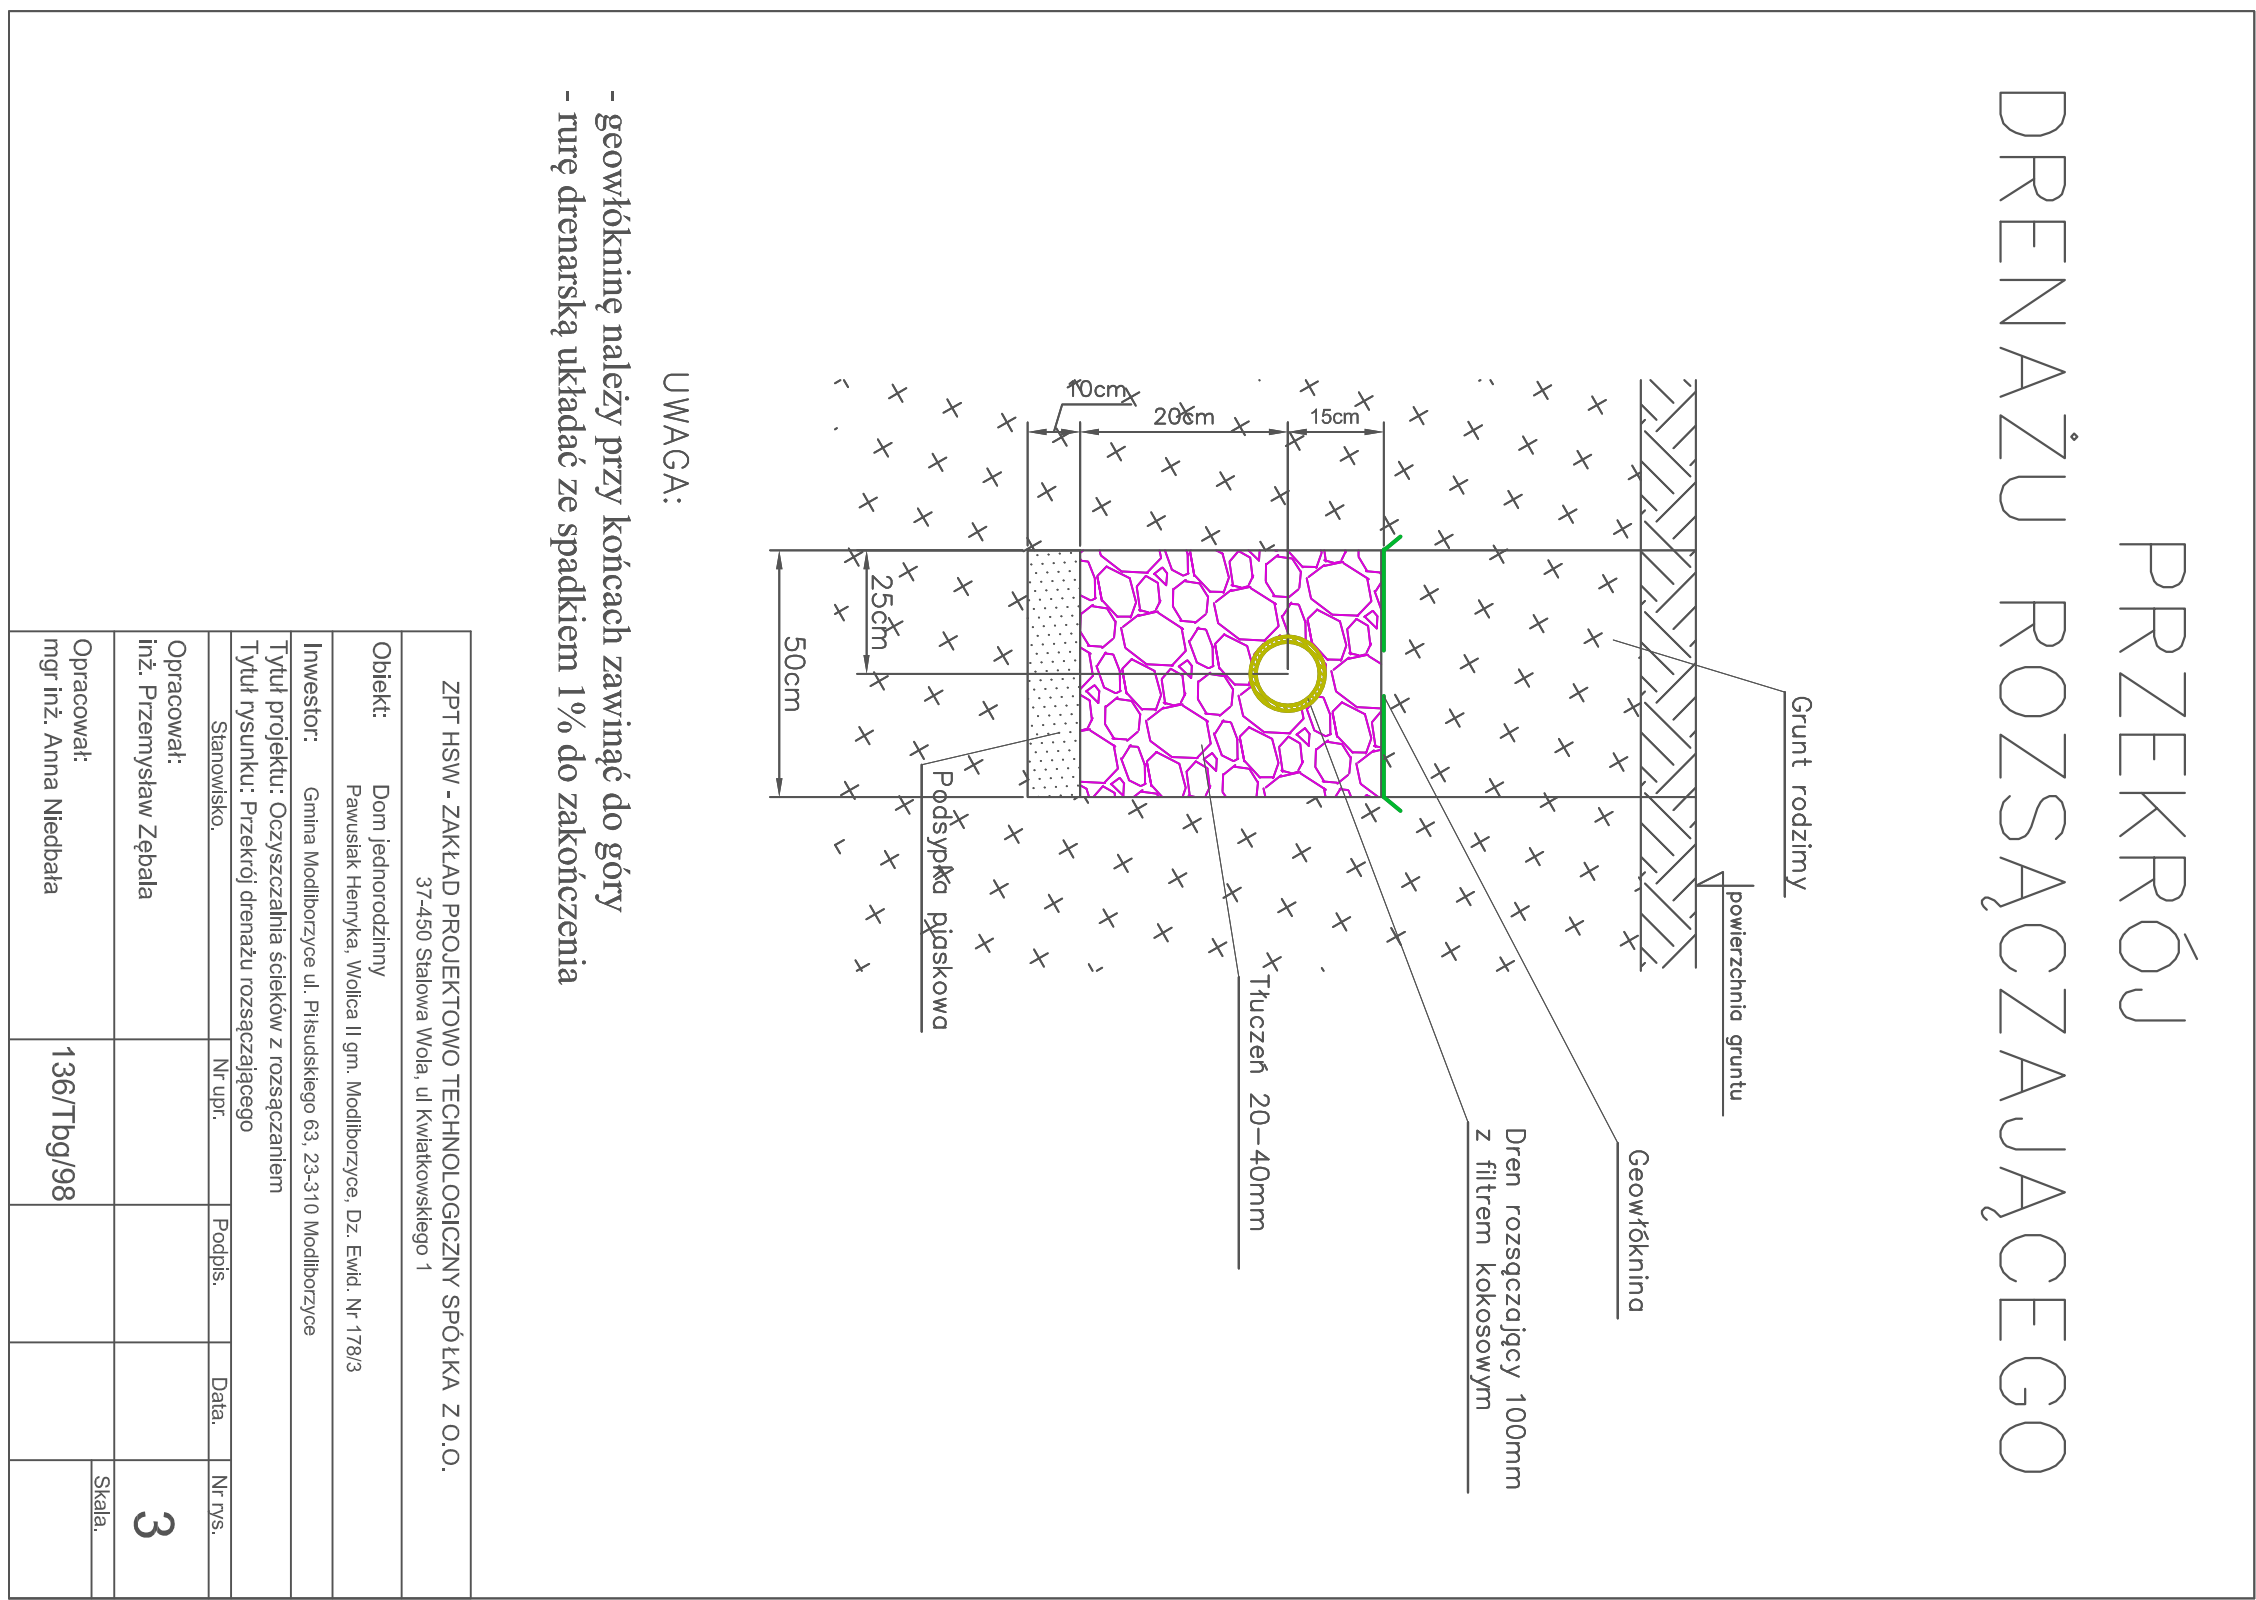 PRZEKRÓJ
DRENAŻU ROZSĄCZAJĄCEGO
Grunt rodzimy
powierzchnia gruntu
Geowłóknina
Dren rozsączający 100mm
z filtrem kokosowym
Tłuczeń 20-40mm
Podsypka piaskowa
15cm
20cm
10cm
25cm
50cm
UWAGA:
- geowłókninę należy przy końcach zawinąć do góry
- rurę drenarską układać ze spadkiem 1% do zakończenia
ZPT HSW - ZAKŁAD PROJEKTOWO TECHNOLOGICZNY SPÓŁKA Z O.O.
37-450 Stalowa Wola, ul Kwiatkowskiego 1
Obiekt: Dom jednorodzinny
Pawusiak Henryka, Wolica II gm. Modliborzyce, Dz. Ewid. Nr 178/3
Inwestor: Gmina Modliborzyce ul. Piłsudskiego 63, 23-310 Modliborzyce
Tytuł projektu: Oczyszczalnia ścieków z rozsączaniem
Tytuł rysunku: Przekrój drenażu rozsączającego
Stanowisko. Nr upr. Podpis. Data. Nr rys.
Opracował:
inż. Przemysław Zębala
3
Opracował:
mgr inż. Anna Niedbała
136/Tbg/98
Skala.